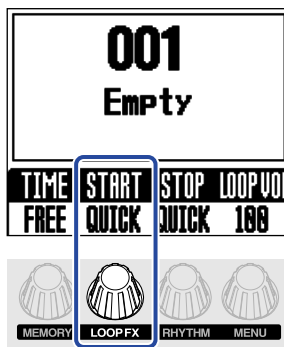 001
Empty
TIME START STOP LOOP VOL
FREE QUICK QUICK 100
MEMORY LOOP FX RHYTHM MENU